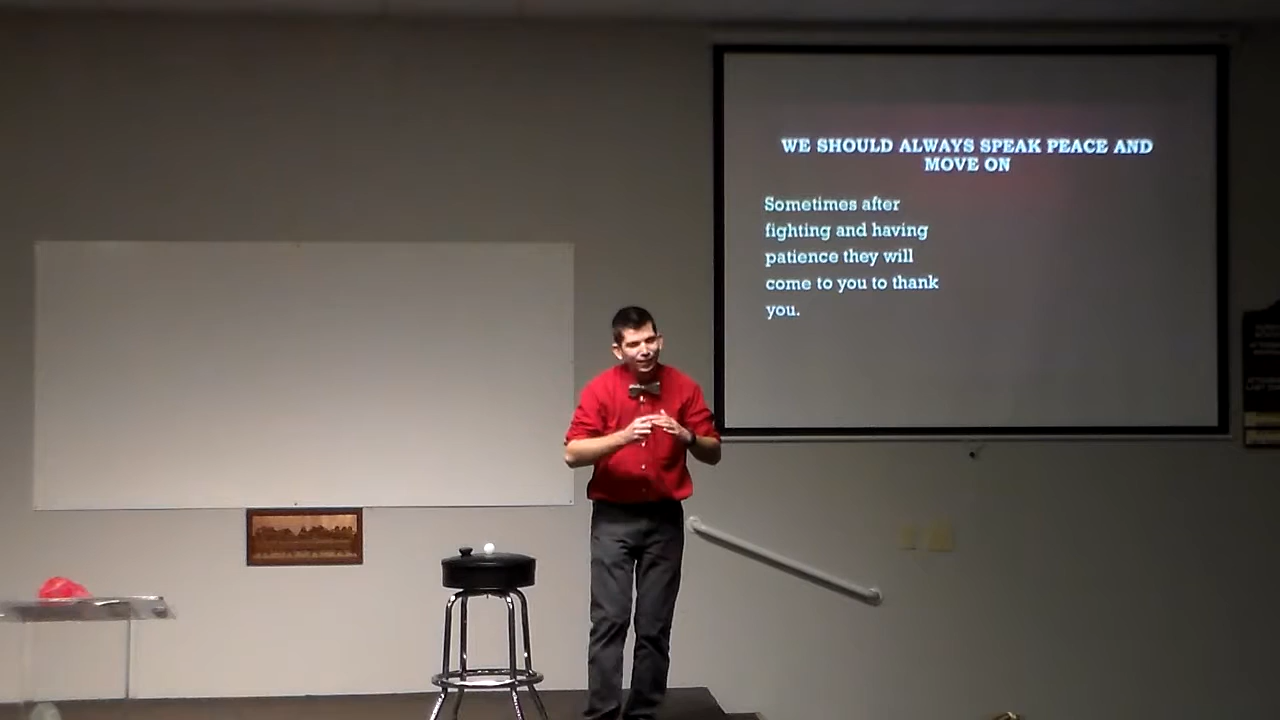 WE SHOULD ALWAYS SPEAK PEACE AND
MOVE ON
Sometimes after
fighting and having
patience they will
come to you to thank
you.